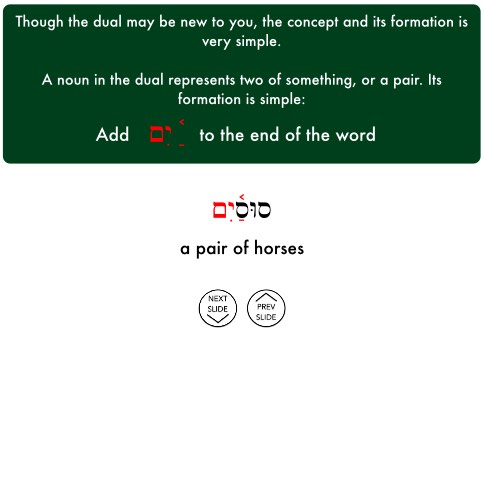 Though the dual may be new to you, the concept and its formation is
very simple.
A noun in the dual represents two of something, or a pair. Its
formation is simple:
Add ַ֫יִם to the end of the word
סוּסַ֫יִם
a pair of horses
NEXT
SLIDE
PREV
SLIDE